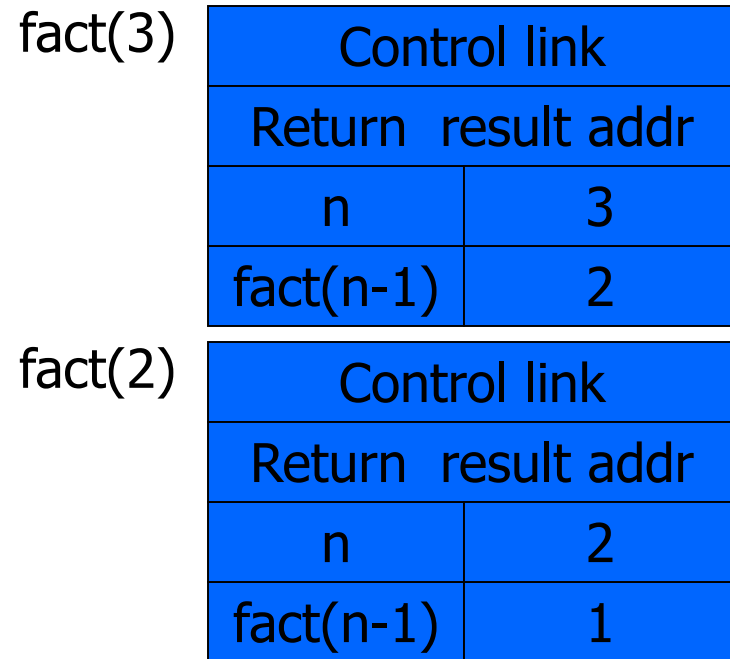 fact(3)
Control link
Return result addr
n 3
fact(n-1) 2
fact(2)
Control link
Return result addr
n 2
fact(n-1) 1